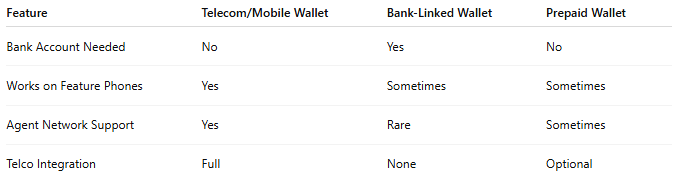 Feature Telecom/Mobile Wallet Bank-Linked Wallet Prepaid Wallet
Bank Account Needed No Yes No
Works on Feature Phones Yes Sometimes Sometimes
Agent Network Support Yes Rare Sometimes
Telco Integration Full None Optional